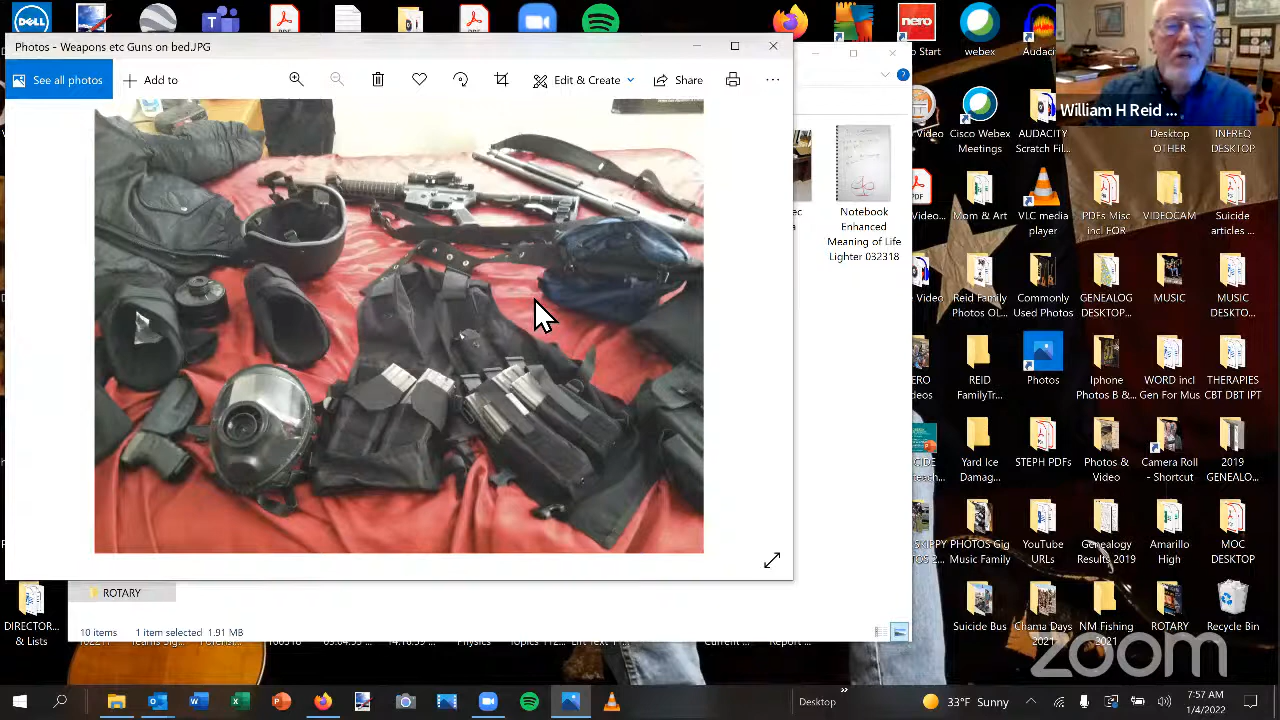 DELL
PDF
PDF
nero
Start
webex
Audaci
Photos - Weapons etc Guns on bed.JPG
See all photos
Add to
Edit & Create
Share
William H Reid ...
Video
Cisco Webex Meetings
AUDACITY Scratch Fil...
Desktop OTHER
INFREQ DESKTOP
Notebook
Enhanced
Meaning of Life
Lighter 032318
Video...
Mom & Art
VLC media player
PDFs Misc incl FOR
VIDEOCAM
Suicide articles ...
Video
Reid Family Photos OL...
Commonly Used Photos
GENEALOG DESKTOP...
MUSIC
MUSIC DESKTO...
REID FamilyTr...
Photos
Iphone Photos B &...
WORD incl Gen For Mus
THERAPIES CBT DBT IPT
Yard Ice Damag...
STEPH PDFs
Photos & Video
Camera Roll - Shortcut
2019 GENEALO...
SKIPPY
PHOTOS Gig Music Family
YouTube URLs
Genealogy Results 2019
Amarillo High
MOC DESKTOP
Suicide Bus
Chama Days 2021
NM Fishing 3021
ROTARY
Recycle Bin
ROTARY
DIRECTOR... & Lists
10 items
1 item selected 1.91 MB
zoom
Desktop
33°F Sunny
7:57 AM
1/4/2022